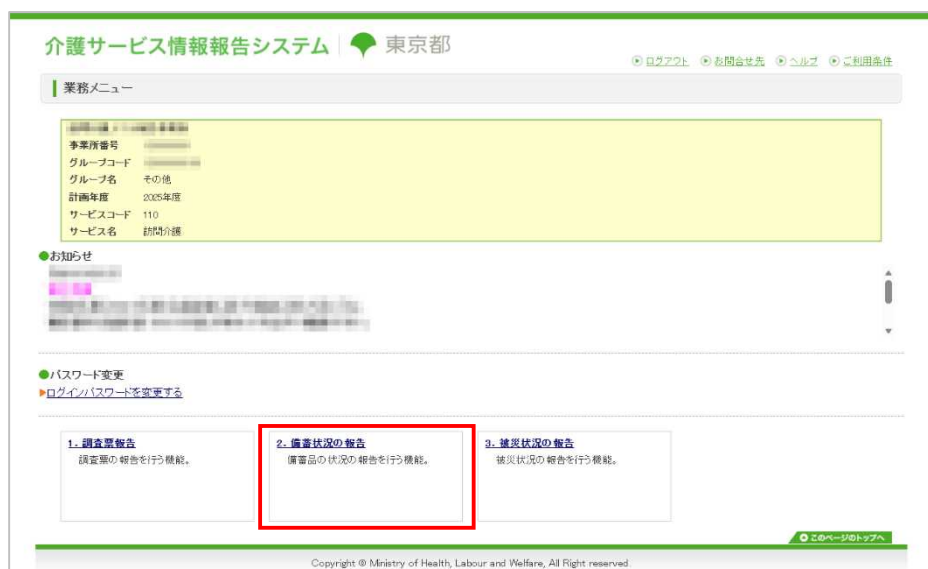 介護サービス情報報告システム 東京都
ログアウト お問合せ先 ヘルプ ご利用条件
業務メニュー
事業所番号
グループコード
グループ名 その他
計画年度 2025年度
サービスコード 110
サービス名 訪問介護
●お知らせ
●パスワード変更
▶ログインパスワードを変更する
1. 調査票報告
調査票の報告を行う機能。
2. 備蓄状況の報告
備蓄品の状況の報告を行う機能。
3. 被災状況の報告
被災状況の報告を行う機能。
このページのトップへ
Copyright © Ministry of Health, Labour and Welfare, All Right reserved.